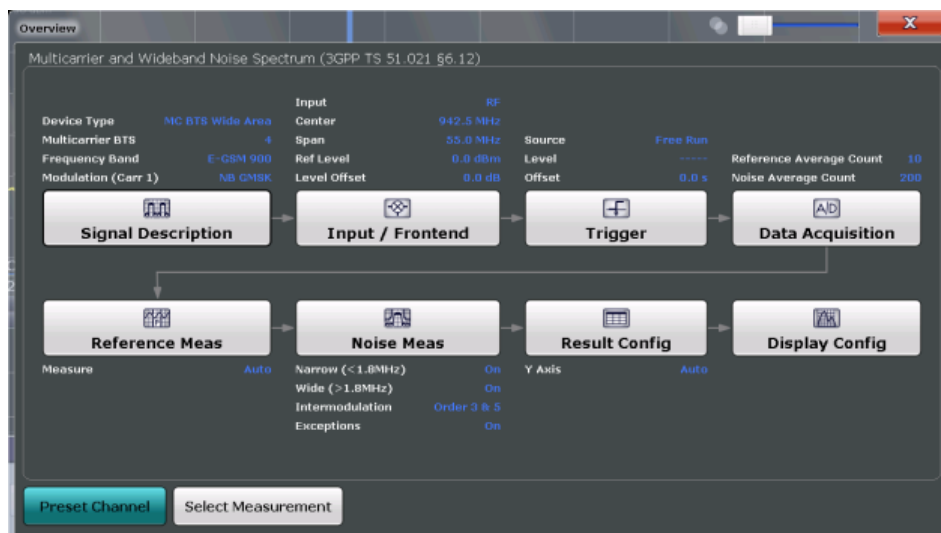 Overview
Multicarrier and Wideband Noise Spectrum (3GPP TS 51.021 §6.12)
Device Type MC BTS Wide Area
Multicarrier BTS 4
Frequency Band E-GSM 900
Modulation (Carr 1) NB GMSK
Input RF
Center 942.5 MHz
Span 55.0 MHz
Ref Level 0.0 dBm
Level Offset 0.0 dB
Source Free Run
Level -----
Offset 0.0 s
Reference Average Count 10
Noise Average Count 200
Signal Description
Input / Frontend
Trigger
A/D
Data Acquisition
Reference Meas
Noise Meas
Result Config
Display Config
Measure Auto
Narrow (<1.8MHz) On
Wide (>1.8MHz) On
Intermodulation Order 3 & 5
Exceptions On
Y Axis Auto
Preset Channel
Select Measurement